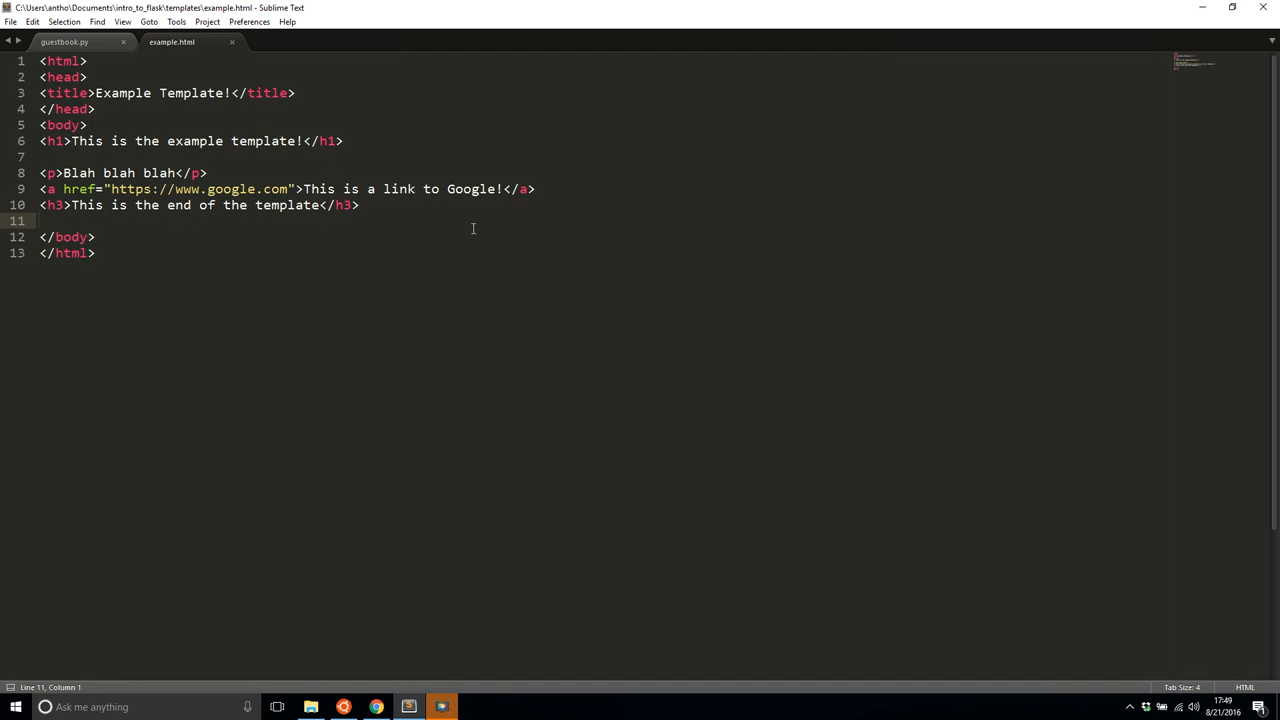 C:\Users\antho\Documents\intro_to_flask\templates\example.html - Sublime Text
File Edit Selection Find View Goto Tools Project Preferences Help
guestbook.py × example.html ×
1 <html>
2 <head>
3 <title>Example Template!</title>
4 </head>
5 <body>
6 <h1>This is the example template!</h1>
7
8 <p>Blah blah blah</p>
9 <a href="https://www.google.com">This is a link to Google!</a>
10 <h3>This is the end of the template</h3>
11
12 </body>
13 </html>
Line 11, Column 1 Tab Size: 4 HTML
Ask me anything
17:49
8/21/2016